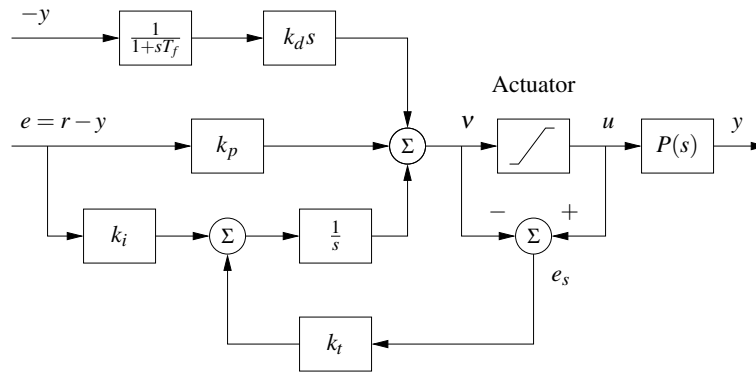 −y
1/(1+sT_f)
k_d s
Actuator
e = r − y
k_p
Σ
ν
u
P(s)
y
k_i
Σ
1/s
−
+
Σ
e_s
k_t